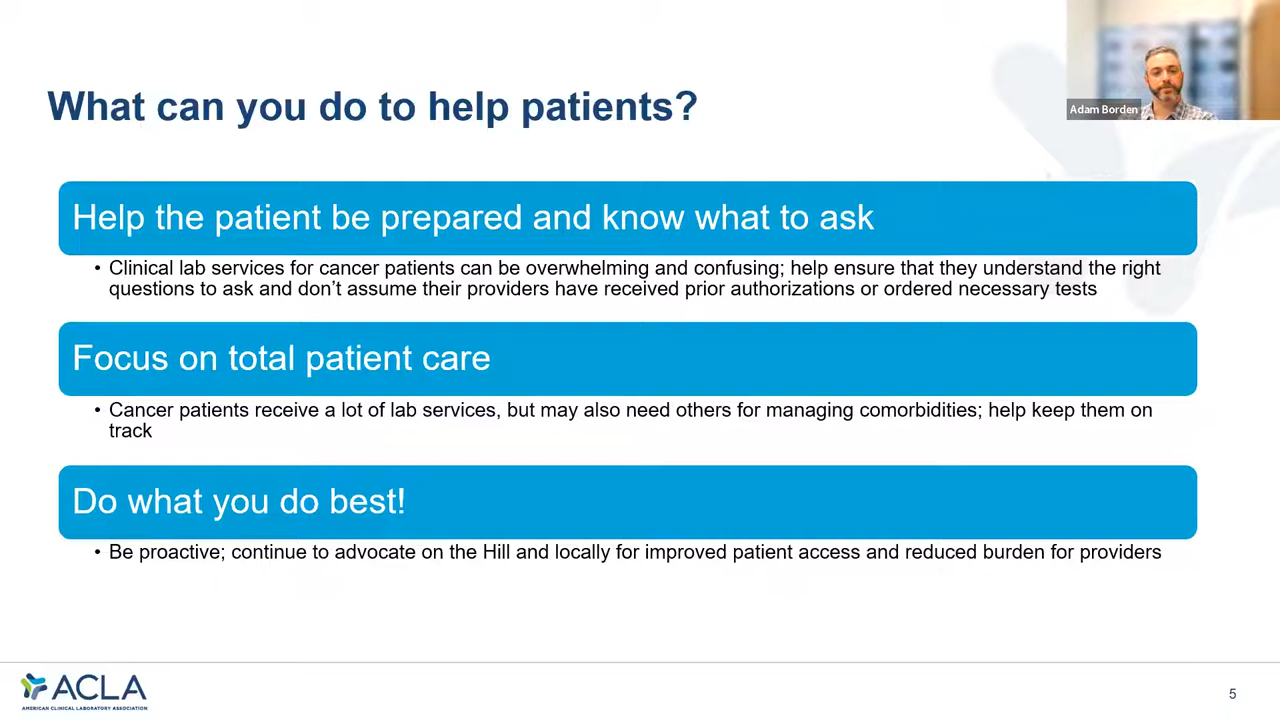 Adam Borden
What can you do to help patients?
Help the patient be prepared and know what to ask
• Clinical lab services for cancer patients can be overwhelming and confusing; help ensure that they understand the right
questions to ask and don’t assume their providers have received prior authorizations or ordered necessary tests
Focus on total patient care
• Cancer patients receive a lot of lab services, but may also need others for managing comorbidities; help keep them on
track
Do what you do best!
• Be proactive; continue to advocate on the Hill and locally for improved patient access and reduced burden for providers
ACLA
AMERICAN CLINICAL LABORATORY ASSOCIATION
5